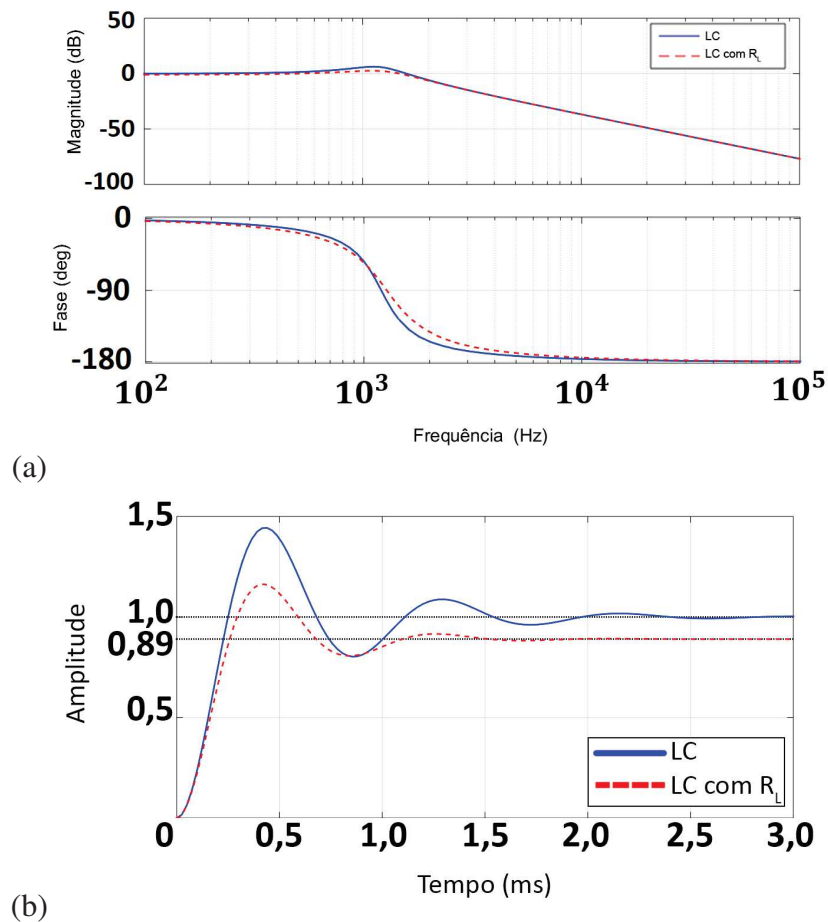 50
0
-50
-100
Magnitude (dB)
LC
LC com R_L
0
-90
-180
Fase (deg)
10^2
10^3
10^4
10^5
Frequência (Hz)
(a)
1,5
1,0
0,89
0,5
Amplitude
LC
LC com R_L
0
0,5
1,0
1,5
2,0
2,5
3,0
Tempo (ms)
(b)